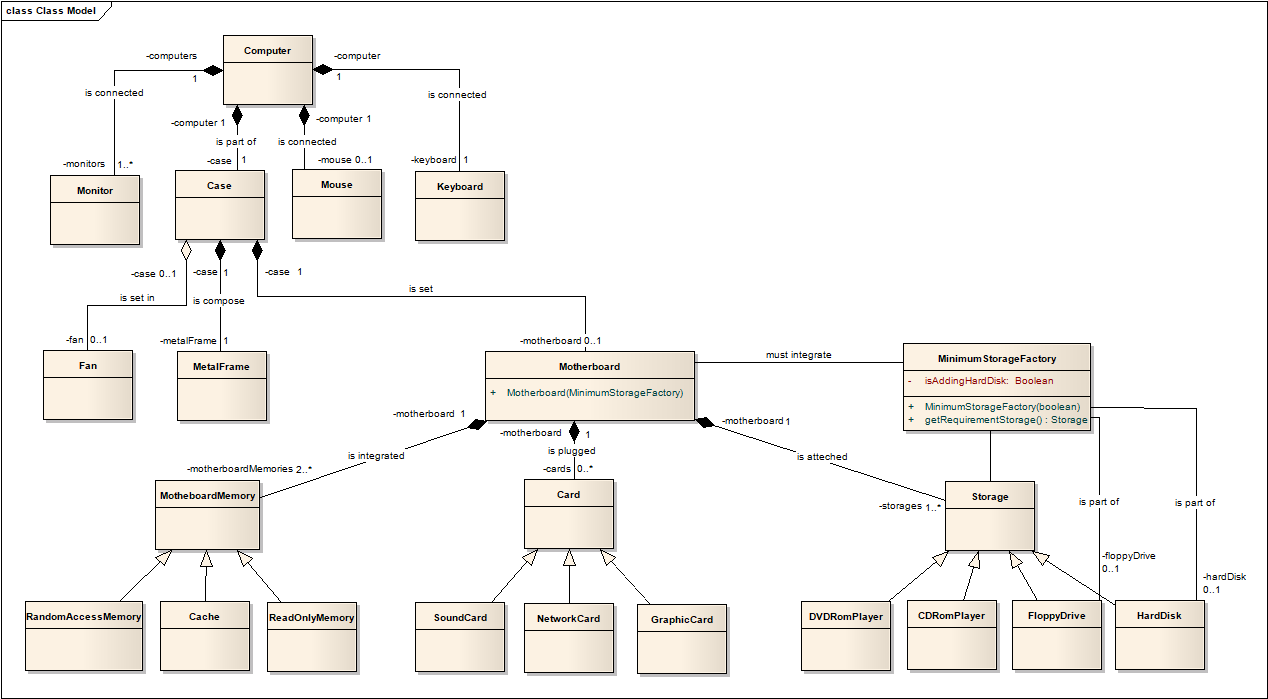 class Class Model
Computer
-computers
1
is connected
-computer
1
is connected
-computer 1
is part of
-case 1
-computer 1
is connected
-mouse 0..1
-keyboard 1
-monitors 1..*
Monitor
Case
Mouse
Keyboard
-case 0..1
-case 1
-case 1
is set in
is compose
is set
-fan 0..1
-metalFrame 1
-motherboard 0..1
Fan
MetalFrame
Motherboard
+ Motherboard(MinimumStorageFactory)
must integrate
MinimumStorageFactory
- isAddingHardDisk: Boolean
+ MinimumStorageFactory(boolean)
+ getRequirementStorage() : Storage
-motherboard 1
-motherboard 1
-motherboard 1
is integrated
is plugged
is atteched
-motherboardMemories 2..*
-cards 0..*
-storages 1..*
MotheboardMemory
Card
Storage
is part of
is part of
-floppyDrive
0..1
-hardDisk
0..1
RandomAccessMemory
Cache
ReadOnlyMemory
SoundCard
NetworkCard
GraphicCard
DVDRomPlayer
CDRomPlayer
FloppyDrive
HardDisk